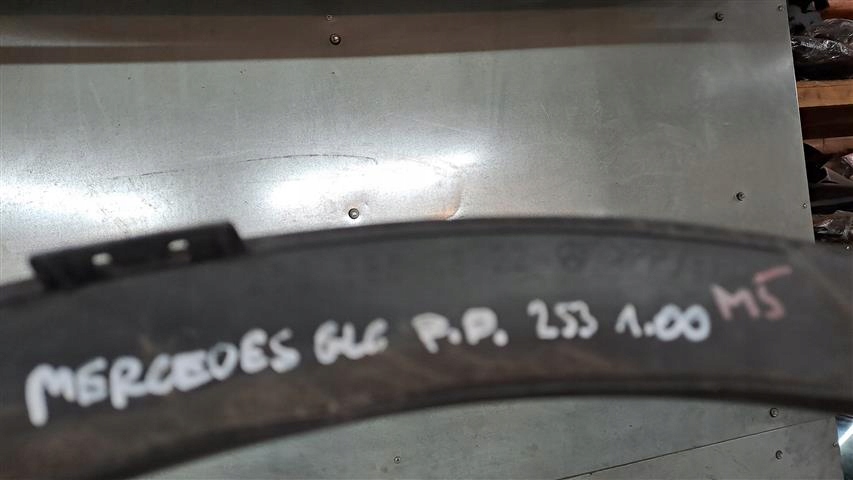 MERCEDES GLC P.P. 253 1.00 M5